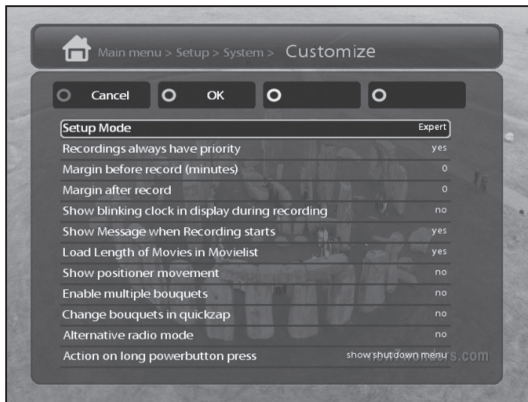 Main menu > Setup > System > Customize
Cancel OK
Setup Mode Expert
Recordings always have priority yes
Margin before record (minutes) 0
Margin after record 0
Show blinking clock in display during recording no
Show Message when Recording starts yes
Load Length of Movies in Movielist yes
Show positioner movement no
Enable multiple bouquets no
Change bouquets in quickzap no
Alternative radio mode no
Action on long powerbutton press show shutdown menu